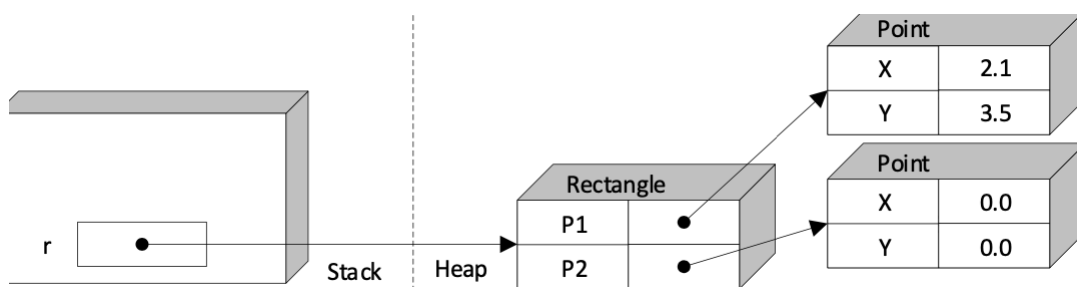 Point
X 2.1
Y 3.5
Point
X 0.0
Y 0.0
Rectangle
P1
P2
r
Stack Heap